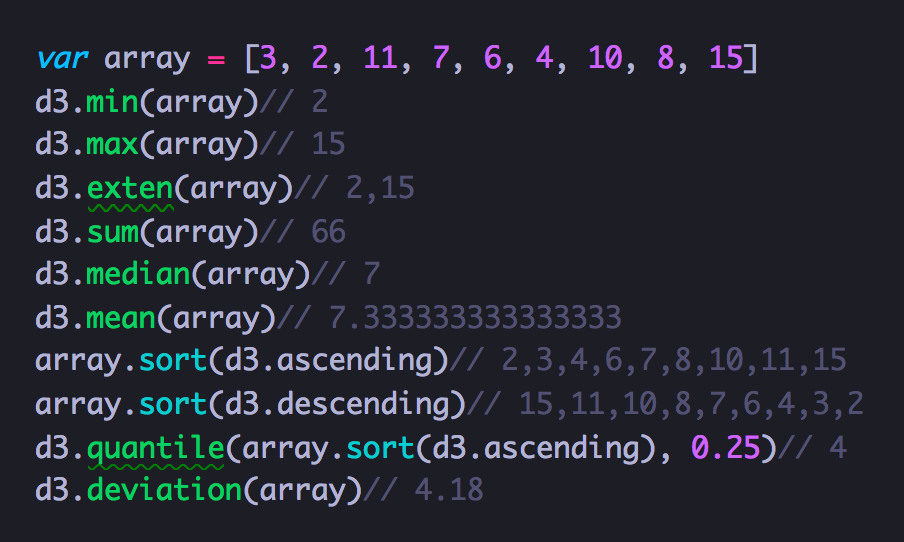 var array = [3, 2, 11, 7, 6, 4, 10, 8, 15]
d3.min(array)// 2
d3.max(array)// 15
d3.exten(array)// 2,15
d3.sum(array)// 66
d3.median(array)// 7
d3.mean(array)// 7.333333333333333
array.sort(d3.ascending)// 2,3,4,6,7,8,10,11,15
array.sort(d3.descending)// 15,11,10,8,7,6,4,3,2
d3.quantile(array.sort(d3.ascending), 0.25)// 4
d3.deviation(array)// 4.18